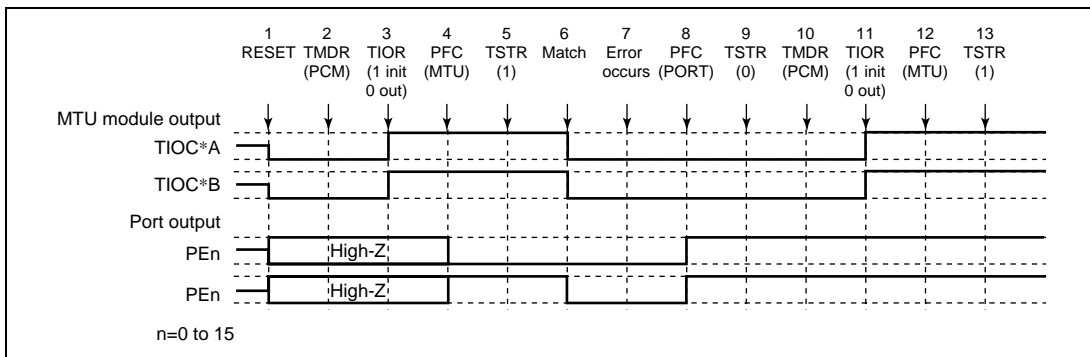 1 2 3 4 5 6 7 8 9 10 11 12 13
RESET TMDR TIOR PFC TSTR Match Error PFC TSTR TMDR TIOR PFC TSTR
(PCM) (1 init (MTU) (1) occurs (PORT) (0) (PCM) (1 init (MTU) (1)
0 out) 0 out)
MTU module output
TIOC*A
TIOC*B
Port output
PEn High-Z
PEn High-Z
n=0 to 15